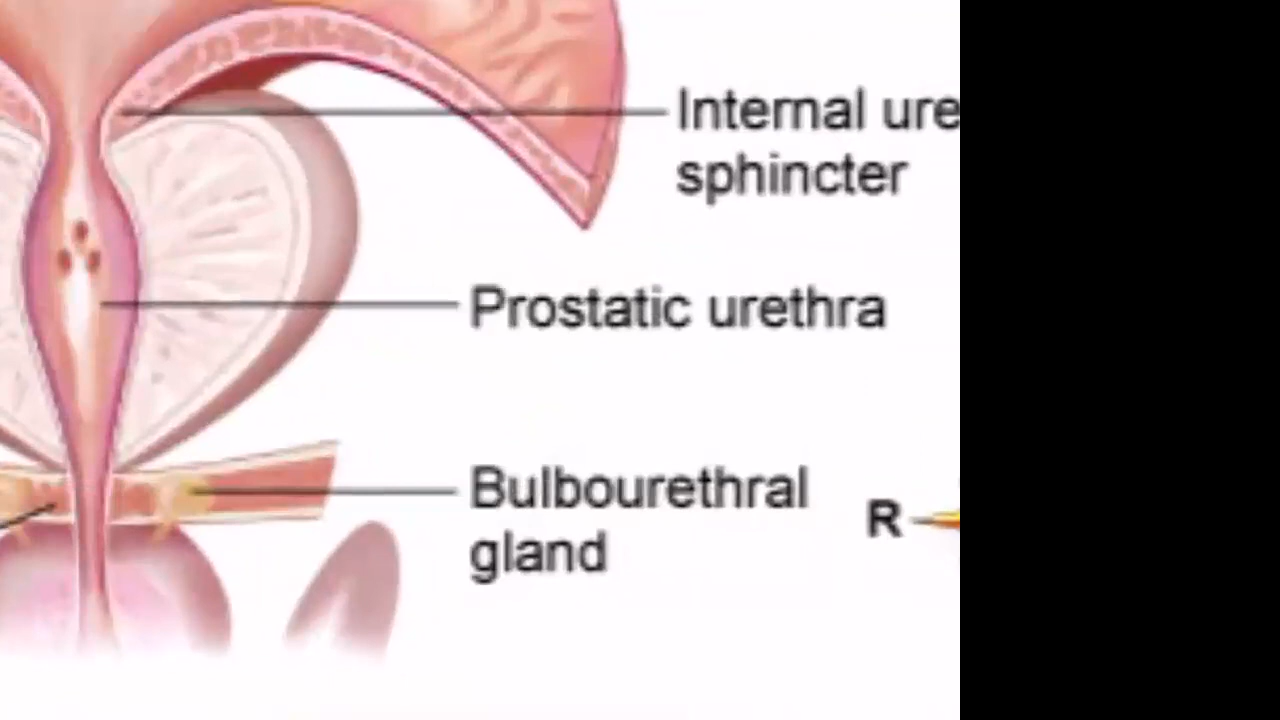 Internal ure
sphincter
Prostatic urethra
Bulbourethral
gland
R